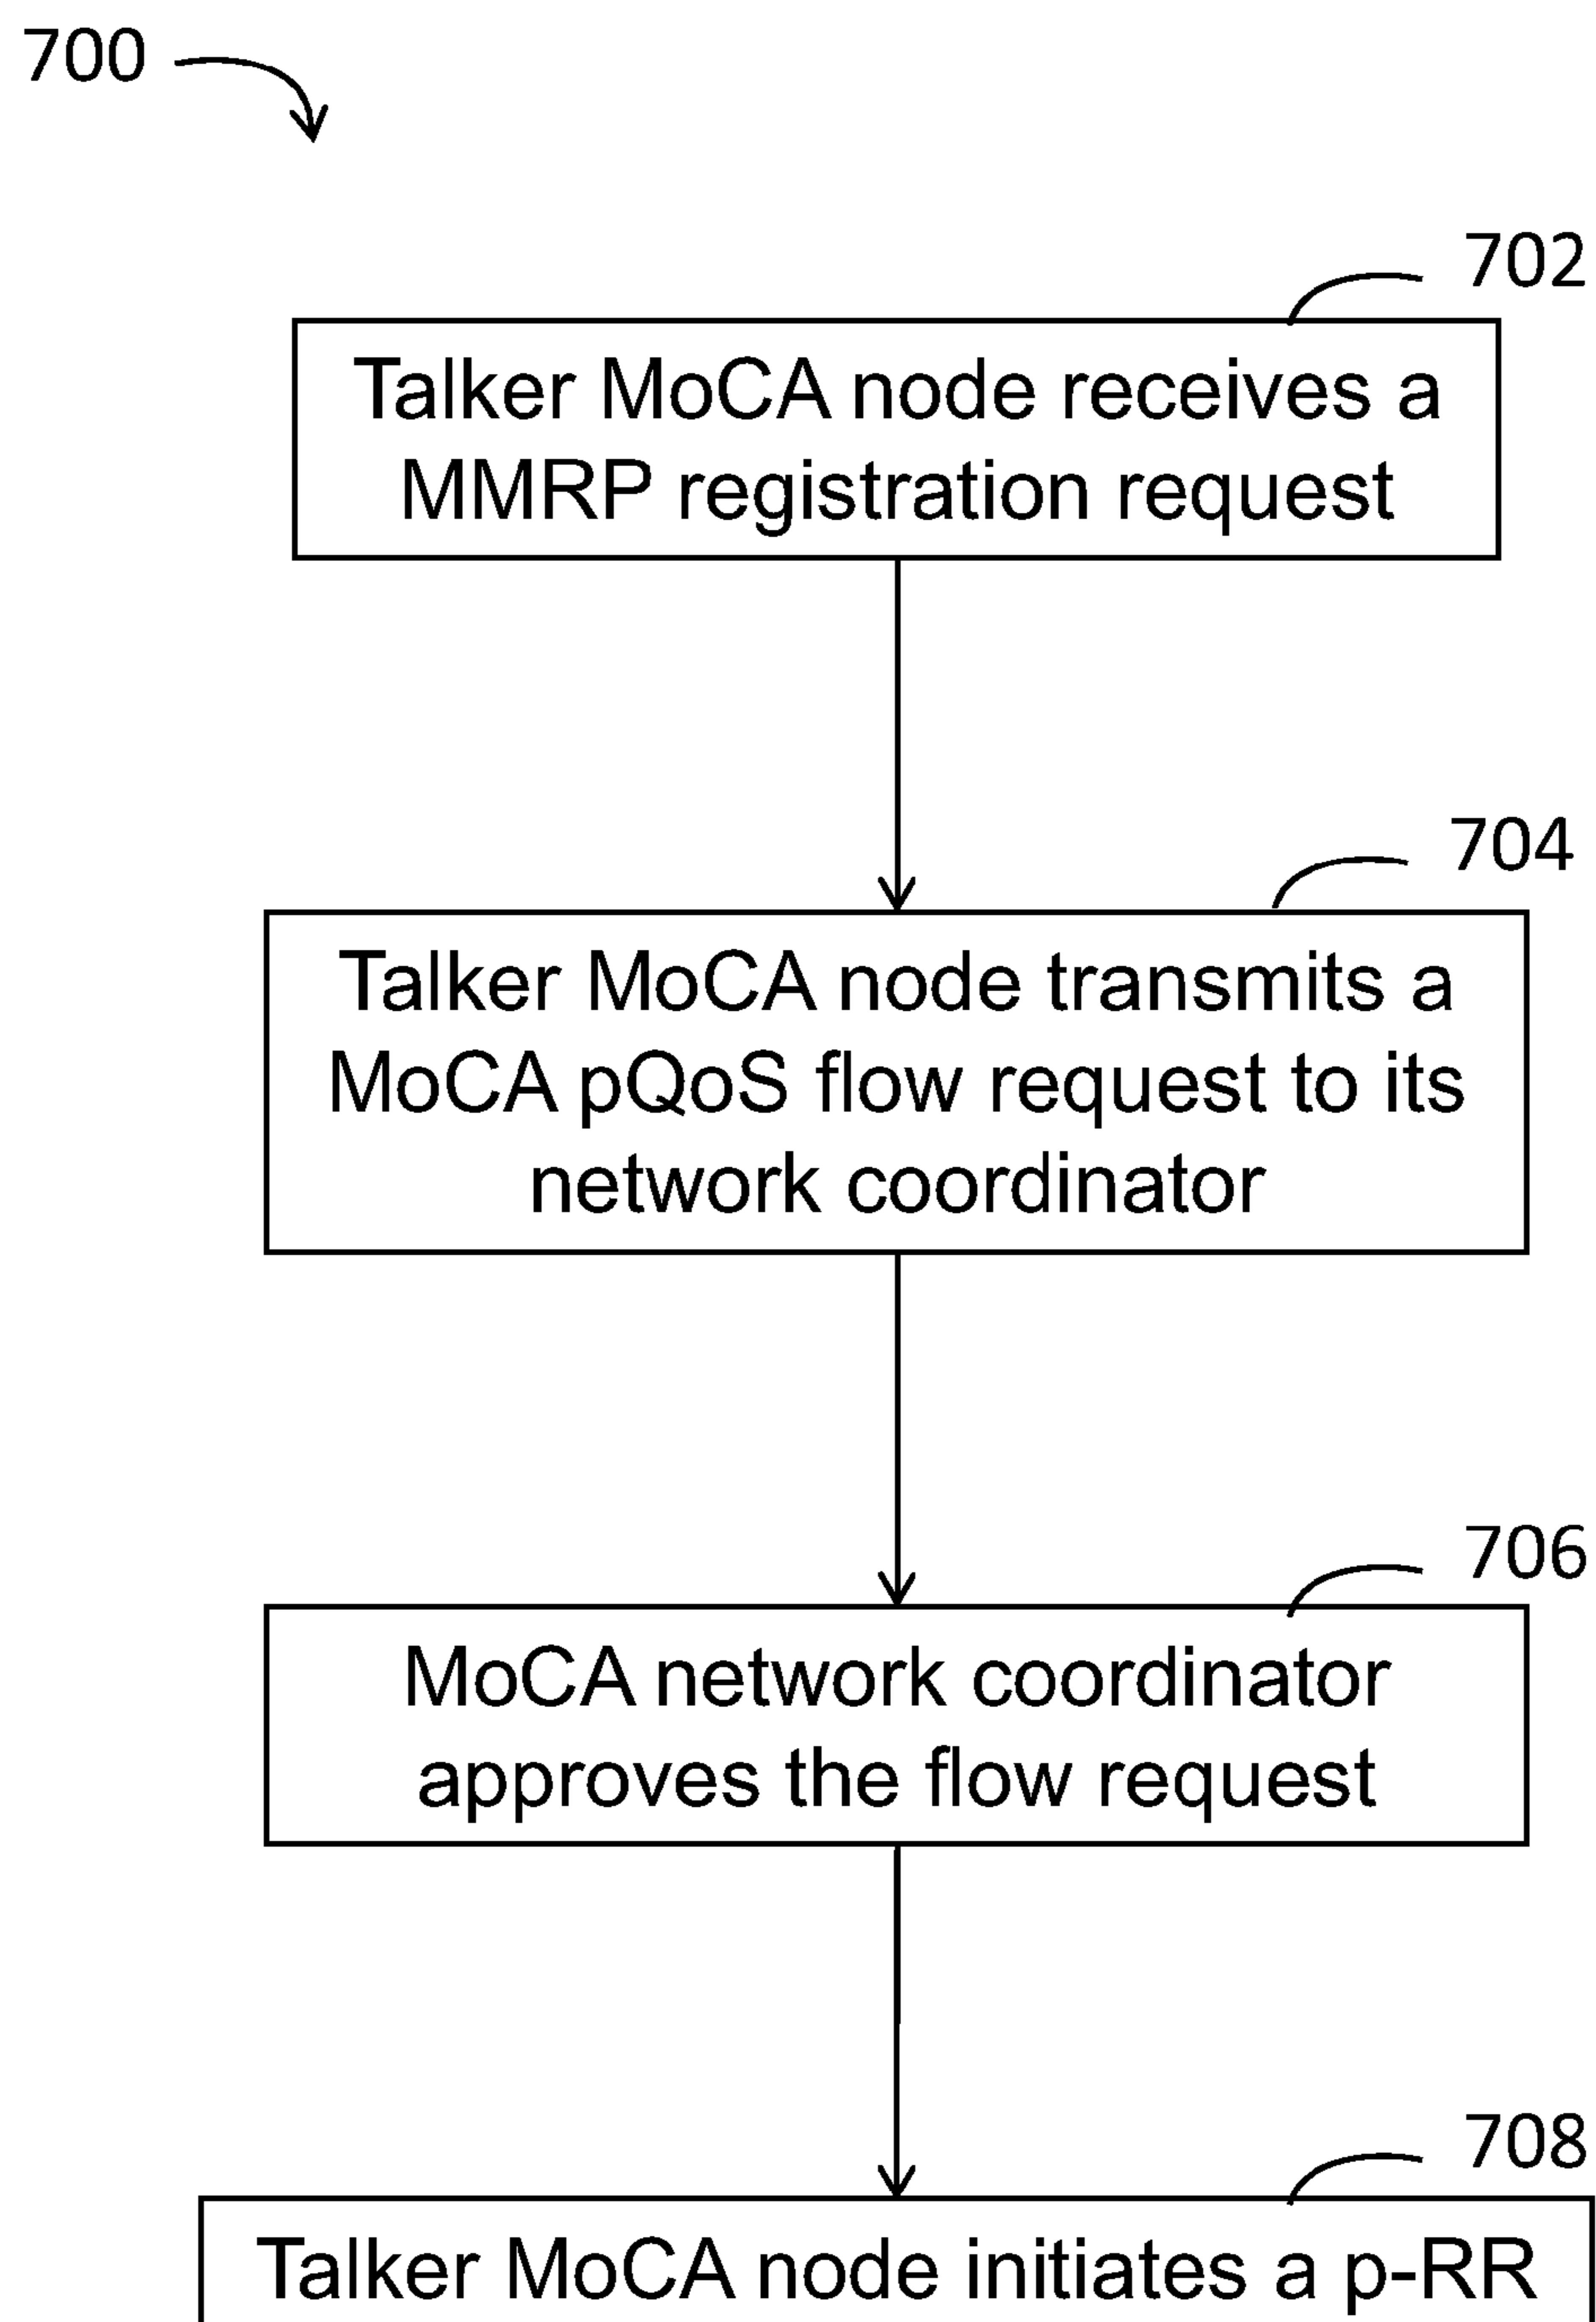 700
702
Talker MoCA node receives a
MMRP registration request
704
Talker MoCA node transmits a
MoCA pQoS flow request to its
network coordinator
706
MoCA network coordinator
approves the flow request
708
Talker MoCA node initiates a p-RR